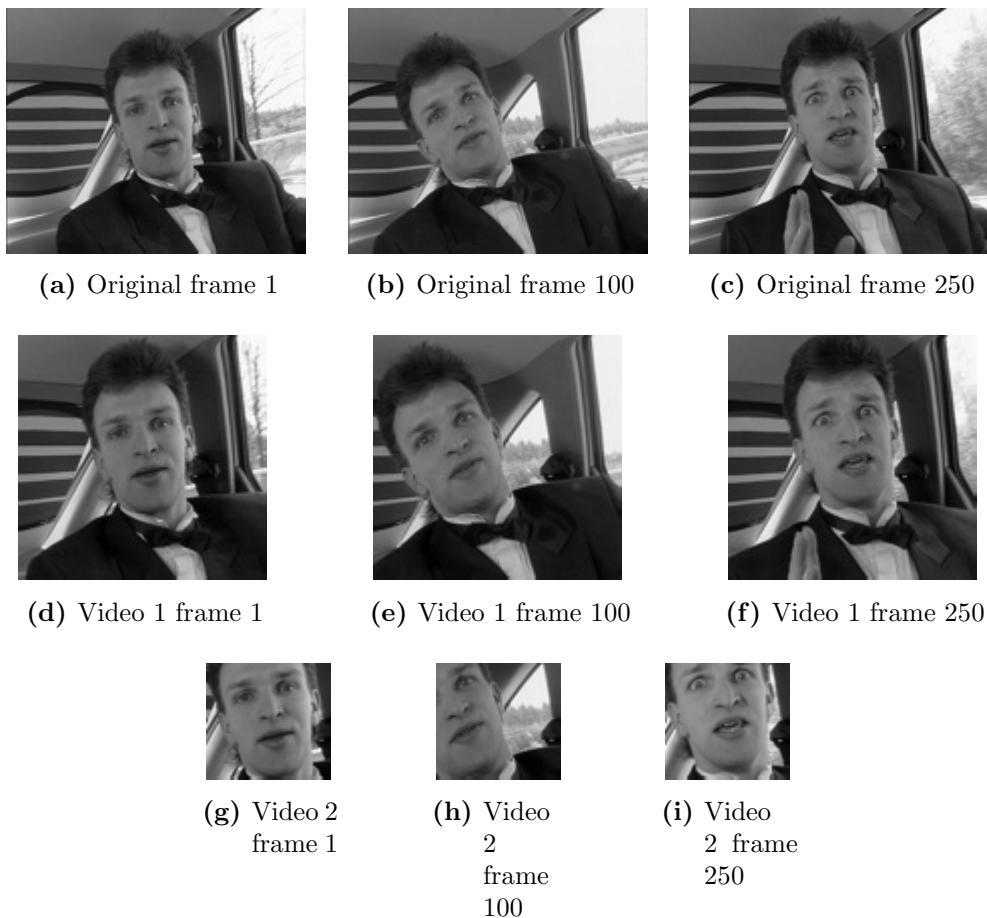 (a) Original frame 1
(b) Original frame 100
(c) Original frame 250
(d) Video 1 frame 1
(e) Video 1 frame 100
(f) Video 1 frame 250
(g) Video 2
frame 1
(h) Video
2
frame
100
(i) Video
2 frame
250